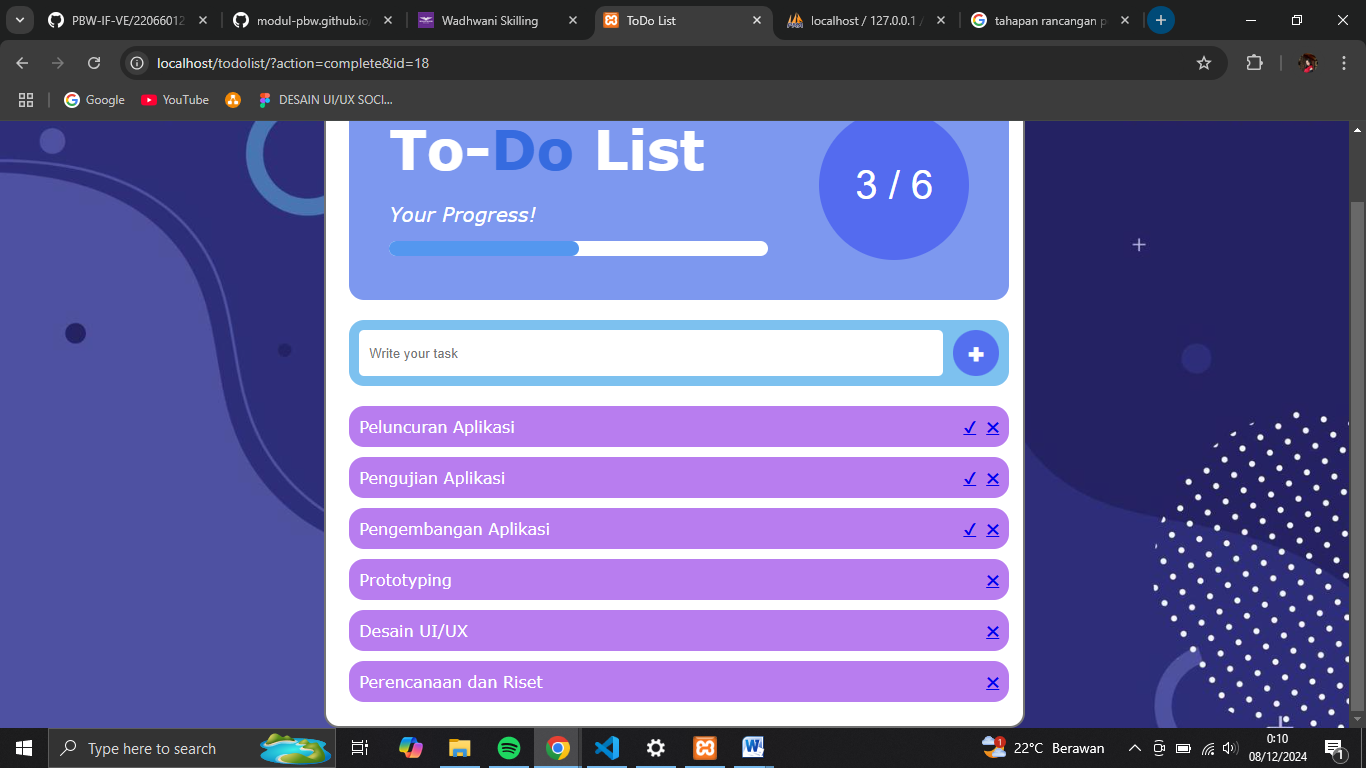 PBW-IF-VE/22066012
modul-pbw.github.io/
Wadhwani Skilling
ToDo List
localhost / 127.0.0.1 /
tahapan rancangan p
localhost/todolist/?action=complete&id=18
Google
YouTube
DESAIN UI/UX SOCI...
To-Do List
3 / 6
Your Progress!
Write your task
Peluncuran Aplikasi
Pengujian Aplikasi
Pengembangan Aplikasi
Prototyping
Desain UI/UX
Perencanaan dan Riset
Type here to search
1
22°C Berawan
0:10
08/12/2024
1